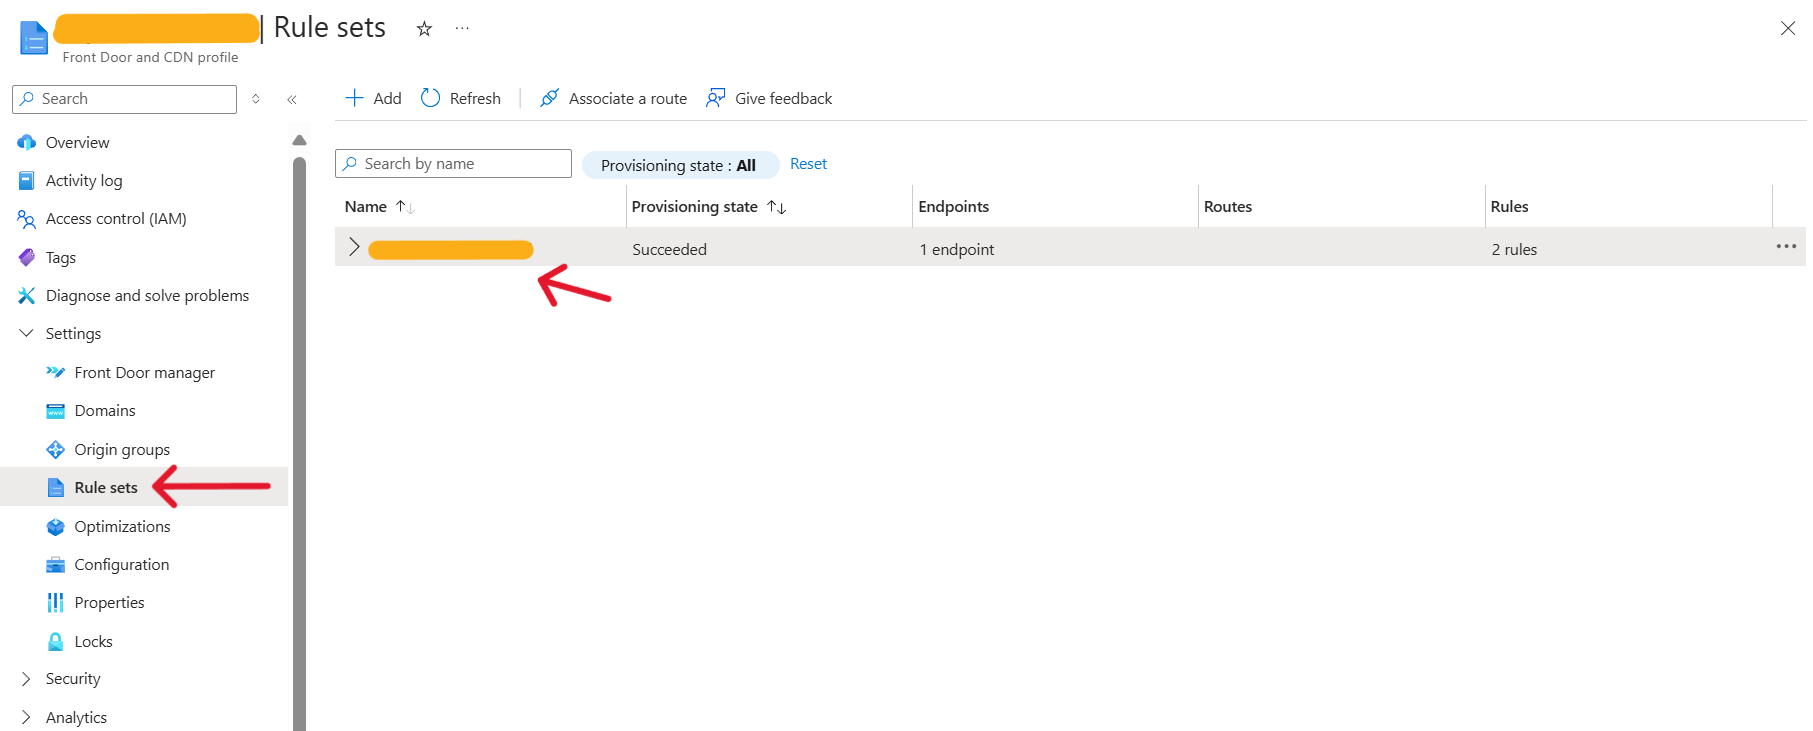 | Rule sets
Front Door and CDN profile
Search
Overview
Activity log
Access control (IAM)
Tags
Diagnose and solve problems
Settings
Front Door manager
Domains
Origin groups
Rule sets
Optimizations
Configuration
Properties
Locks
Security
Analytics
Add Refresh Associate a route Give feedback
Search by name Provisioning state : All Reset
Name Provisioning state Endpoints Routes Rules
Succeeded 1 endpoint 2 rules